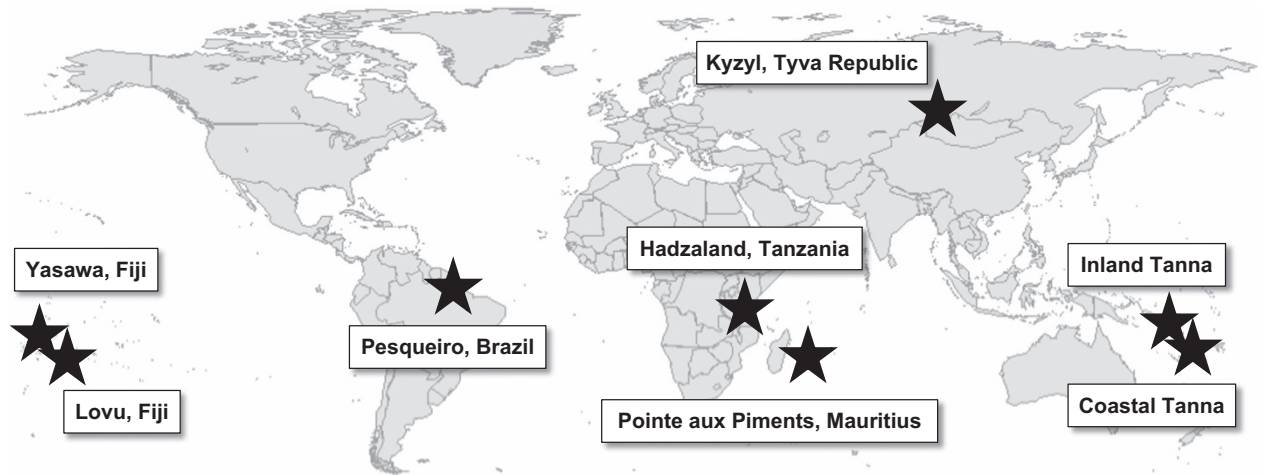 Kyzyl, Tyva Republic
Hadzaland, Tanzania
Yasawa, Fiji
Inland Tanna
Pesqueiro, Brazil
Lovu, Fiji
Pointe aux Piments, Mauritius
Coastal Tanna